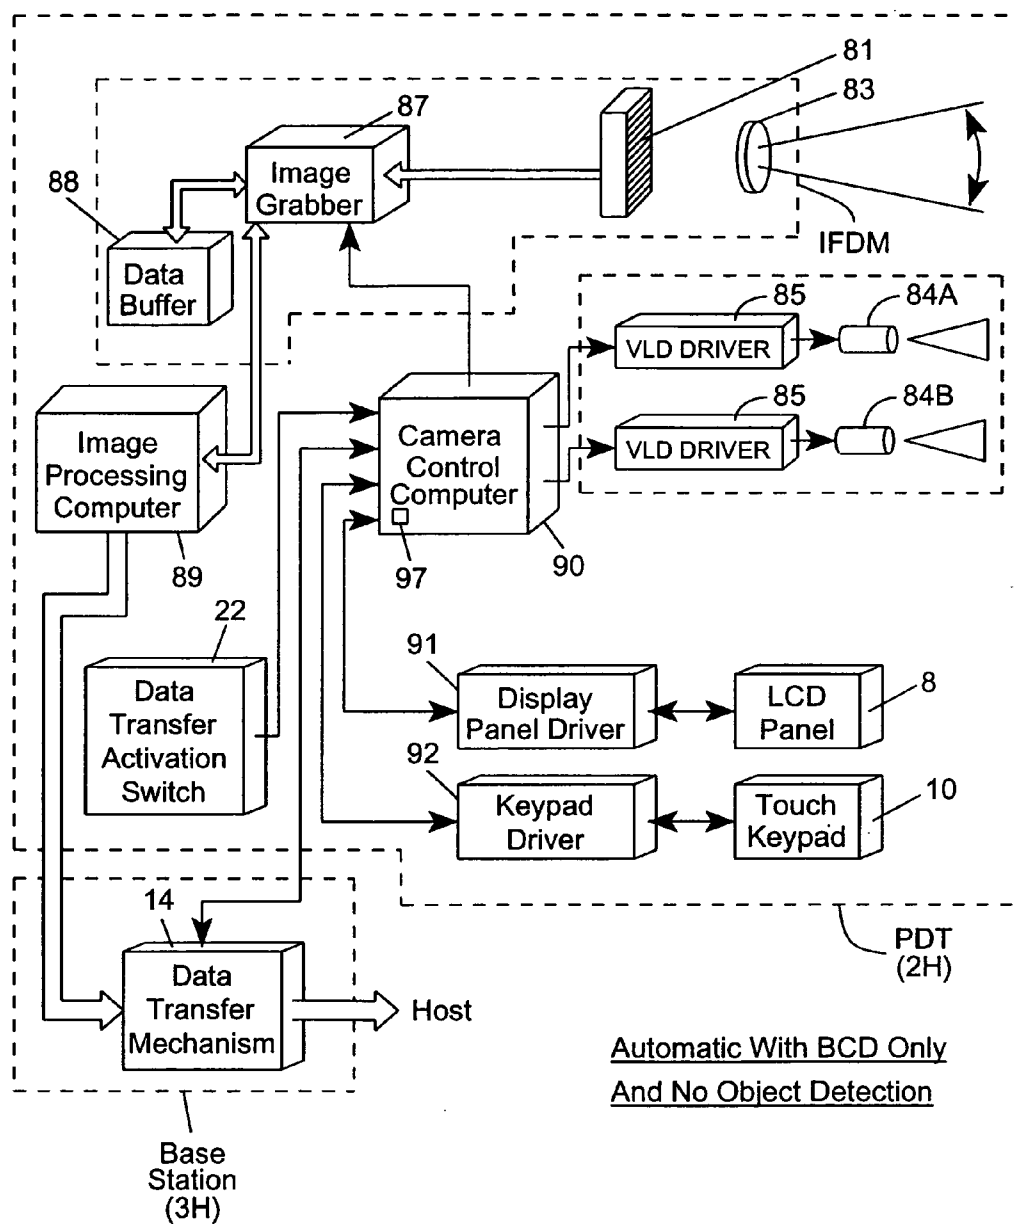 81
83
87
Image
Grabber
88
Data
Buffer
IFDM
85
84A
VLD DRIVER
85
84B
VLD DRIVER
Image
Processing
Computer
89
Camera
Control
Computer
97
90
22
Data
Transfer
Activation
Switch
91
Display
Panel Driver
LCD
Panel
8
92
Keypad
Driver
Touch
Keypad
10
14
Data
Transfer
Mechanism
Host
PDT
(2H)
Automatic With BCD Only
And No Object Detection
Base
Station
(3H)